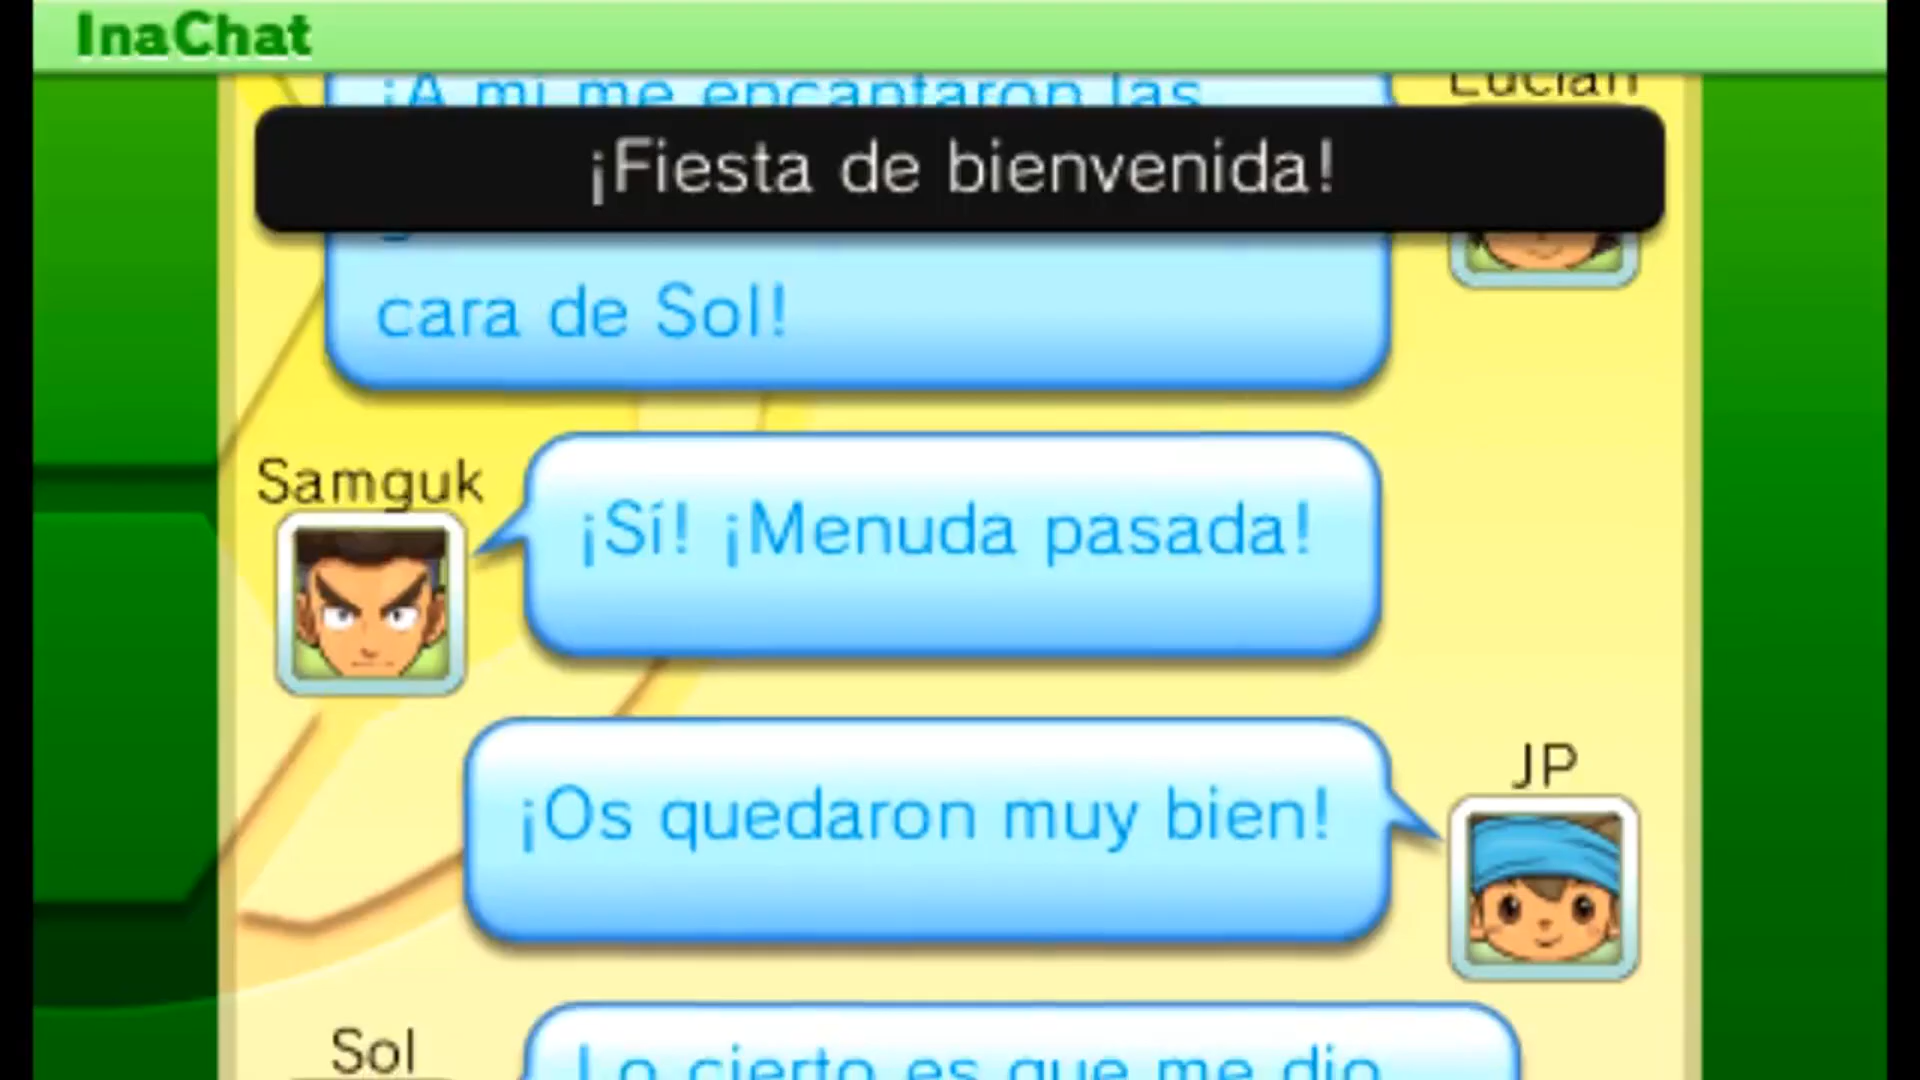 InaChat
¡A mí me encantaron las
Lucian
¡Fiesta de bienvenida!
cara de Sol!
Samguk
¡Sí! ¡Menuda pasada!
JP
¡Os quedaron muy bien!
Sol
Lo cierto es que me dio